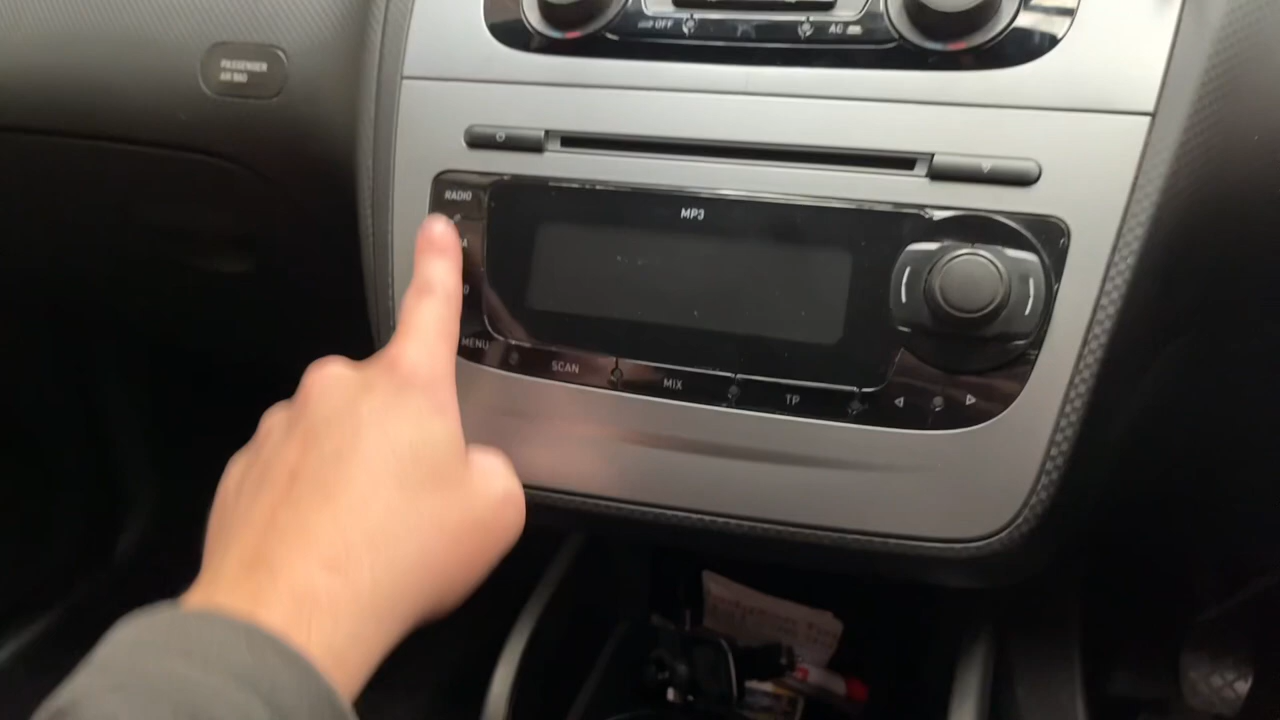 OFF
AC
PASSENGER
AIR BAG
RADIO
MP3
MENU
SCAN
MIX
TP